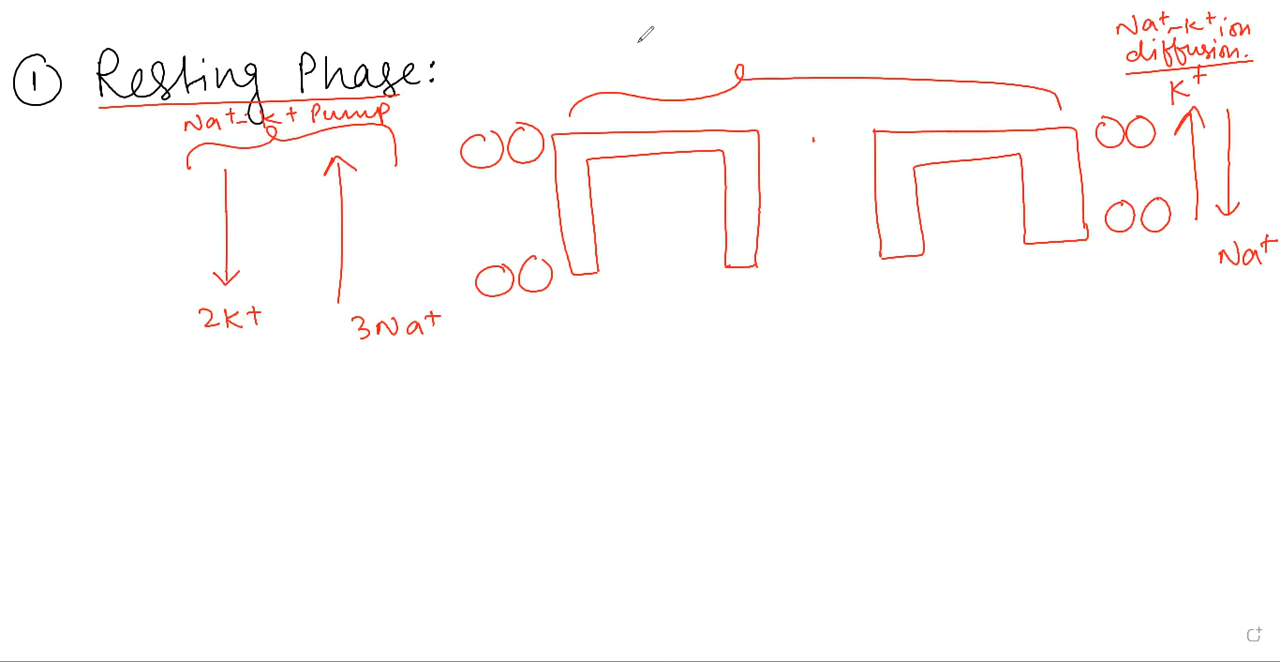 ① Resting Phase:
Na+-K+ Pump
2K+
3Na+
Na+-K+ ion
diffusion.
K+
Na+